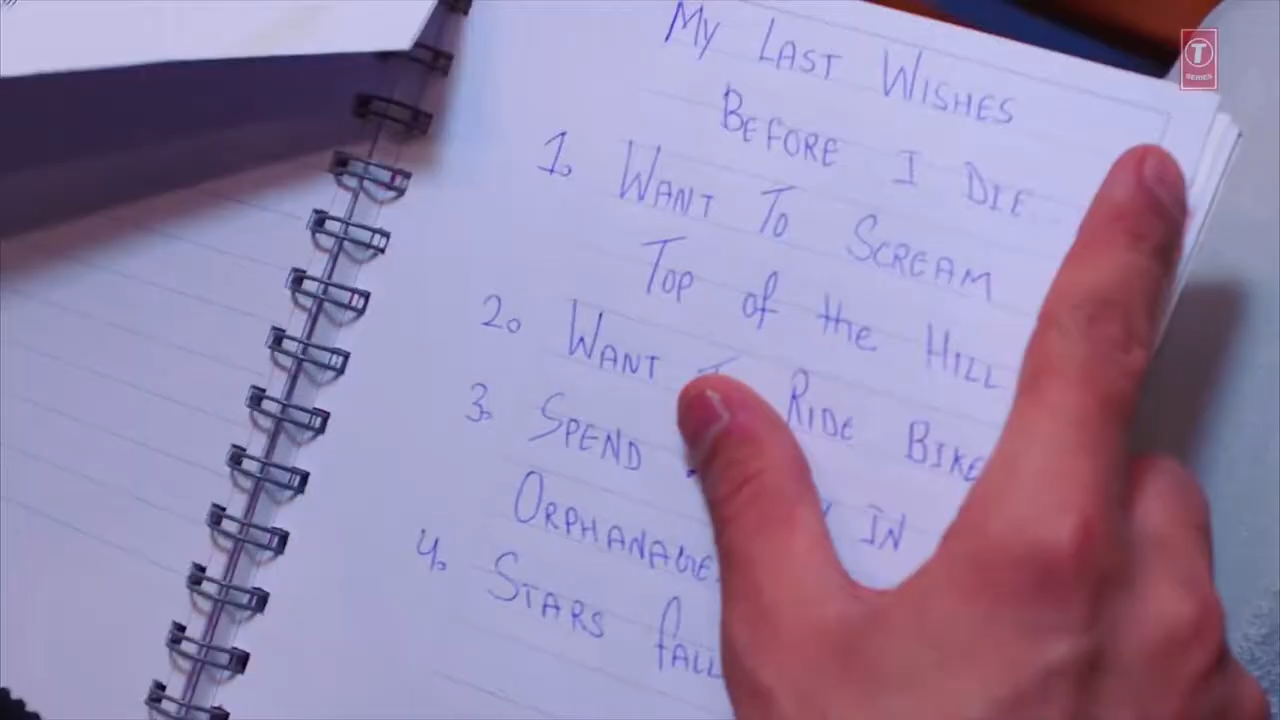 My LAST WISHES
BEFORE I DIE
1. WANT To SCREAM
Top of the HILL
2. WANT RIDE BIKE
3. SPEND IN
ORPHANAGE.
4. STARS fALL
T
SERIES